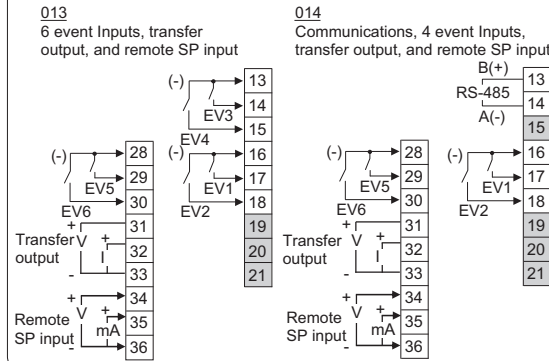 013
6 event Inputs, transfer
output, and remote SP input
(-)
EV3
EV4
13
14
15
(-)
EV1
EV2
16
17
18
19
20
21
(-)
EV5
EV6
28
29
30
Transfer
output
+
V
-
+
I
31
32
33
Remote
SP input
+
V
-
+
mA
34
35
36
014
Communications, 4 event Inputs,
transfer output, and remote SP input
B(+)
RS-485
A(-)
13
14
15
(-)
EV1
EV2
16
17
18
19
20
21
(-)
EV5
EV6
28
29
30
Transfer
output
+
V
-
+
I
31
32
33
Remote
SP input
+
V
-
+
mA
34
35
36